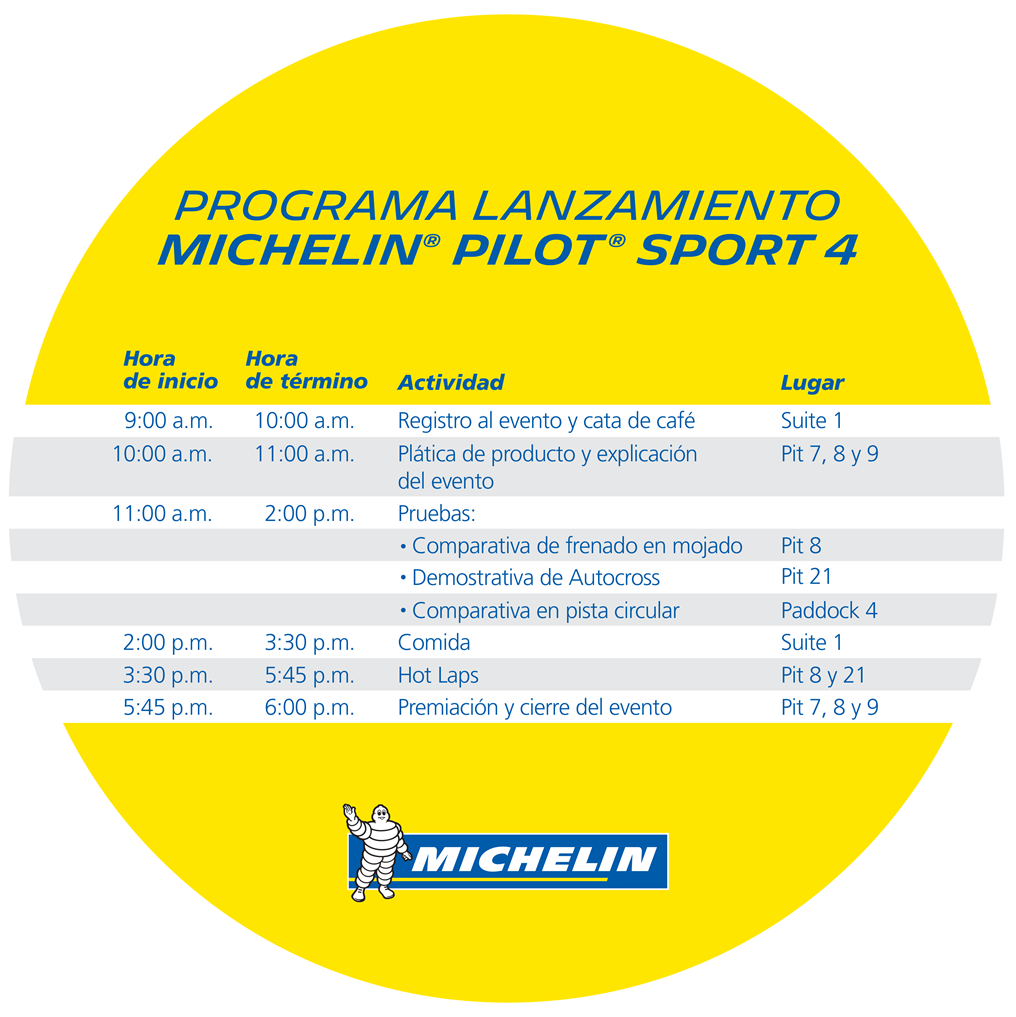 PROGRAMA LANZAMIENTO
MICHELIN® PILOT® SPORT 4
Hora de inicio Hora de término Actividad Lugar
9:00 a.m. 10:00 a.m. Registro al evento y cata de café Suite 1
10:00 a.m. 11:00 a.m. Plática de producto y explicación Pit 7, 8 y 9
del evento
11:00 a.m. 2:00 p.m. Pruebas:
• Comparativa de frenado en mojado Pit 8
• Demostrativa de Autocross Pit 21
• Comparativa en pista circular Paddock 4
2:00 p.m. 3:30 p.m. Comida Suite 1
3:30 p.m. 5:45 p.m. Hot Laps Pit 8 y 21
5:45 p.m. 6:00 p.m. Premiación y cierre del evento Pit 7, 8 y 9
MICHELIN